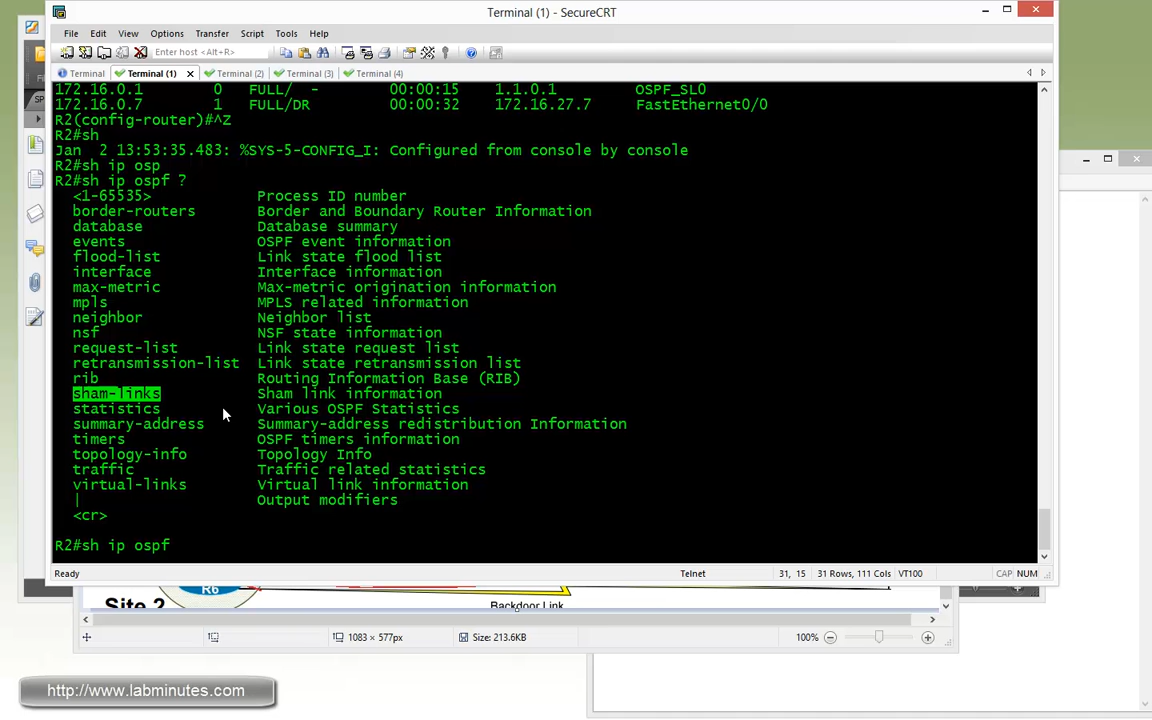 Terminal (1) - SecureCRT
File Edit View Options Transfer Script Tools Help
Enter host <Alt+R>
Terminal Terminal (1) Terminal (2) Terminal (3) Terminal (4)
172.16.0.1 0 FULL/ - 00:00:15 1.1.0.1 OSPF_SL0
172.16.0.7 1 FULL/DR 00:00:32 172.16.27.7 FastEthernet0/0
R2(config-router)#^Z
R2#sh
Jan 2 13:53:35.483: %SYS-5-CONFIG_I: Configured from console by console
R2#sh ip osp
R2#sh ip ospf ?
<1-65535> Process ID number
border-routers Border and Boundary Router Information
database Database summary
events OSPF event information
flood-list Link state flood list
interface Interface information
max-metric Max-metric origination information
mpls MPLS related information
neighbor Neighbor list
nsf NSF state information
request-list Link state request list
retransmission-list Link state retransmission list
rib Routing Information Base (RIB)
sham-links Sham link information
statistics Various OSPF Statistics
summary-address Summary-address redistribution Information
timers OSPF timers information
topology-info Topology Info
traffic Traffic related statistics
virtual-links Virtual link information
| Output modifiers
<cr>
R2#sh ip ospf
Ready Telnet 31, 15 31 Rows, 111 Cols VT100 CAP NUM
R6
Site 2
Backdoor Link
1083 × 577px Size: 213.6KB 100%
http://www.labminutes.com